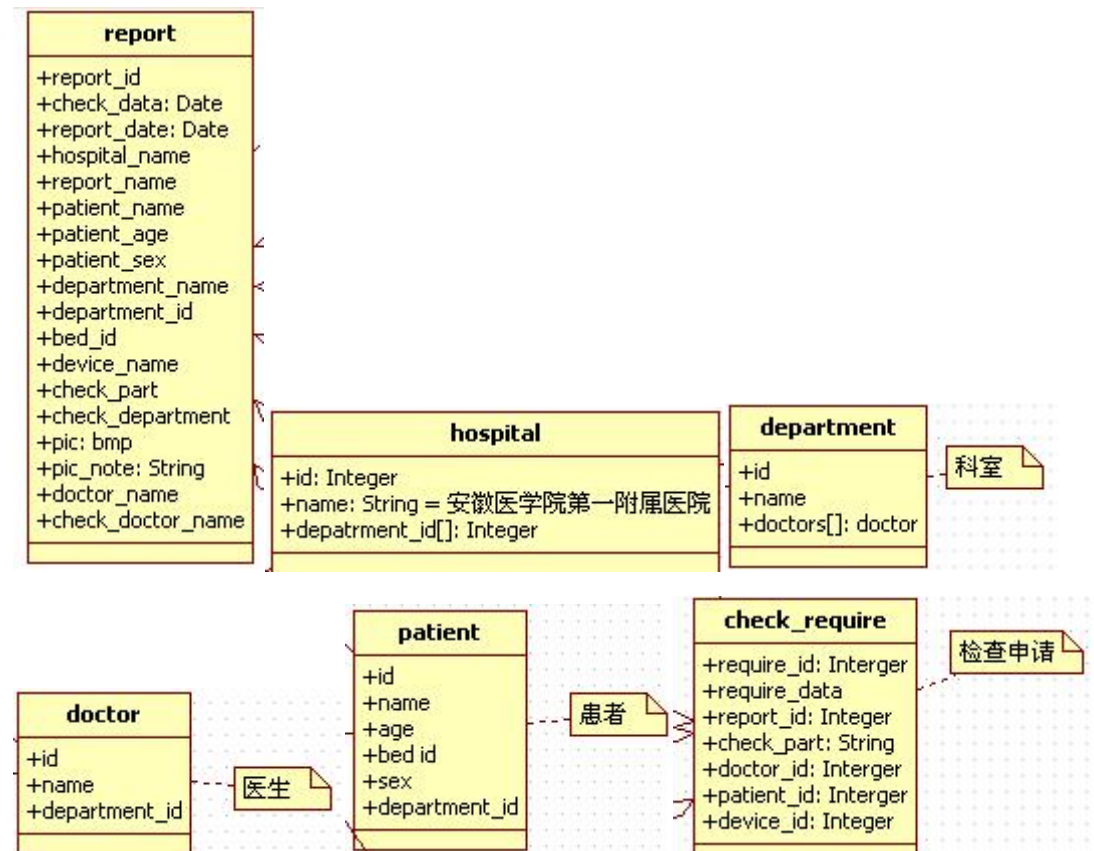 report
+report_id
+check_data: Date
+report_date: Date
+hospital_name
+report_name
+patient_name
+patient_age
+patient_sex
+department_name
+department_id
+bed_id
+device_name
+check_part
+check_department
+pic: bmp
+pic_note: String
+doctor_name
+check_doctor_name
hospital
+id: Integer
+name: String = 安徽医学院第一附属医院
+depatrment_id[]: Integer
department
+id
+name
+doctors[]: doctor
科室
doctor
+id
+name
+department_id
医生
patient
+id
+name
+age
+bed id
+sex
+department_id
患者
check_require
+require_id: Interger
+require_data
+report_id: Integer
+check_part: String
+doctor_id: Interger
+patient_id: Interger
+device_id: Integer
检查申请